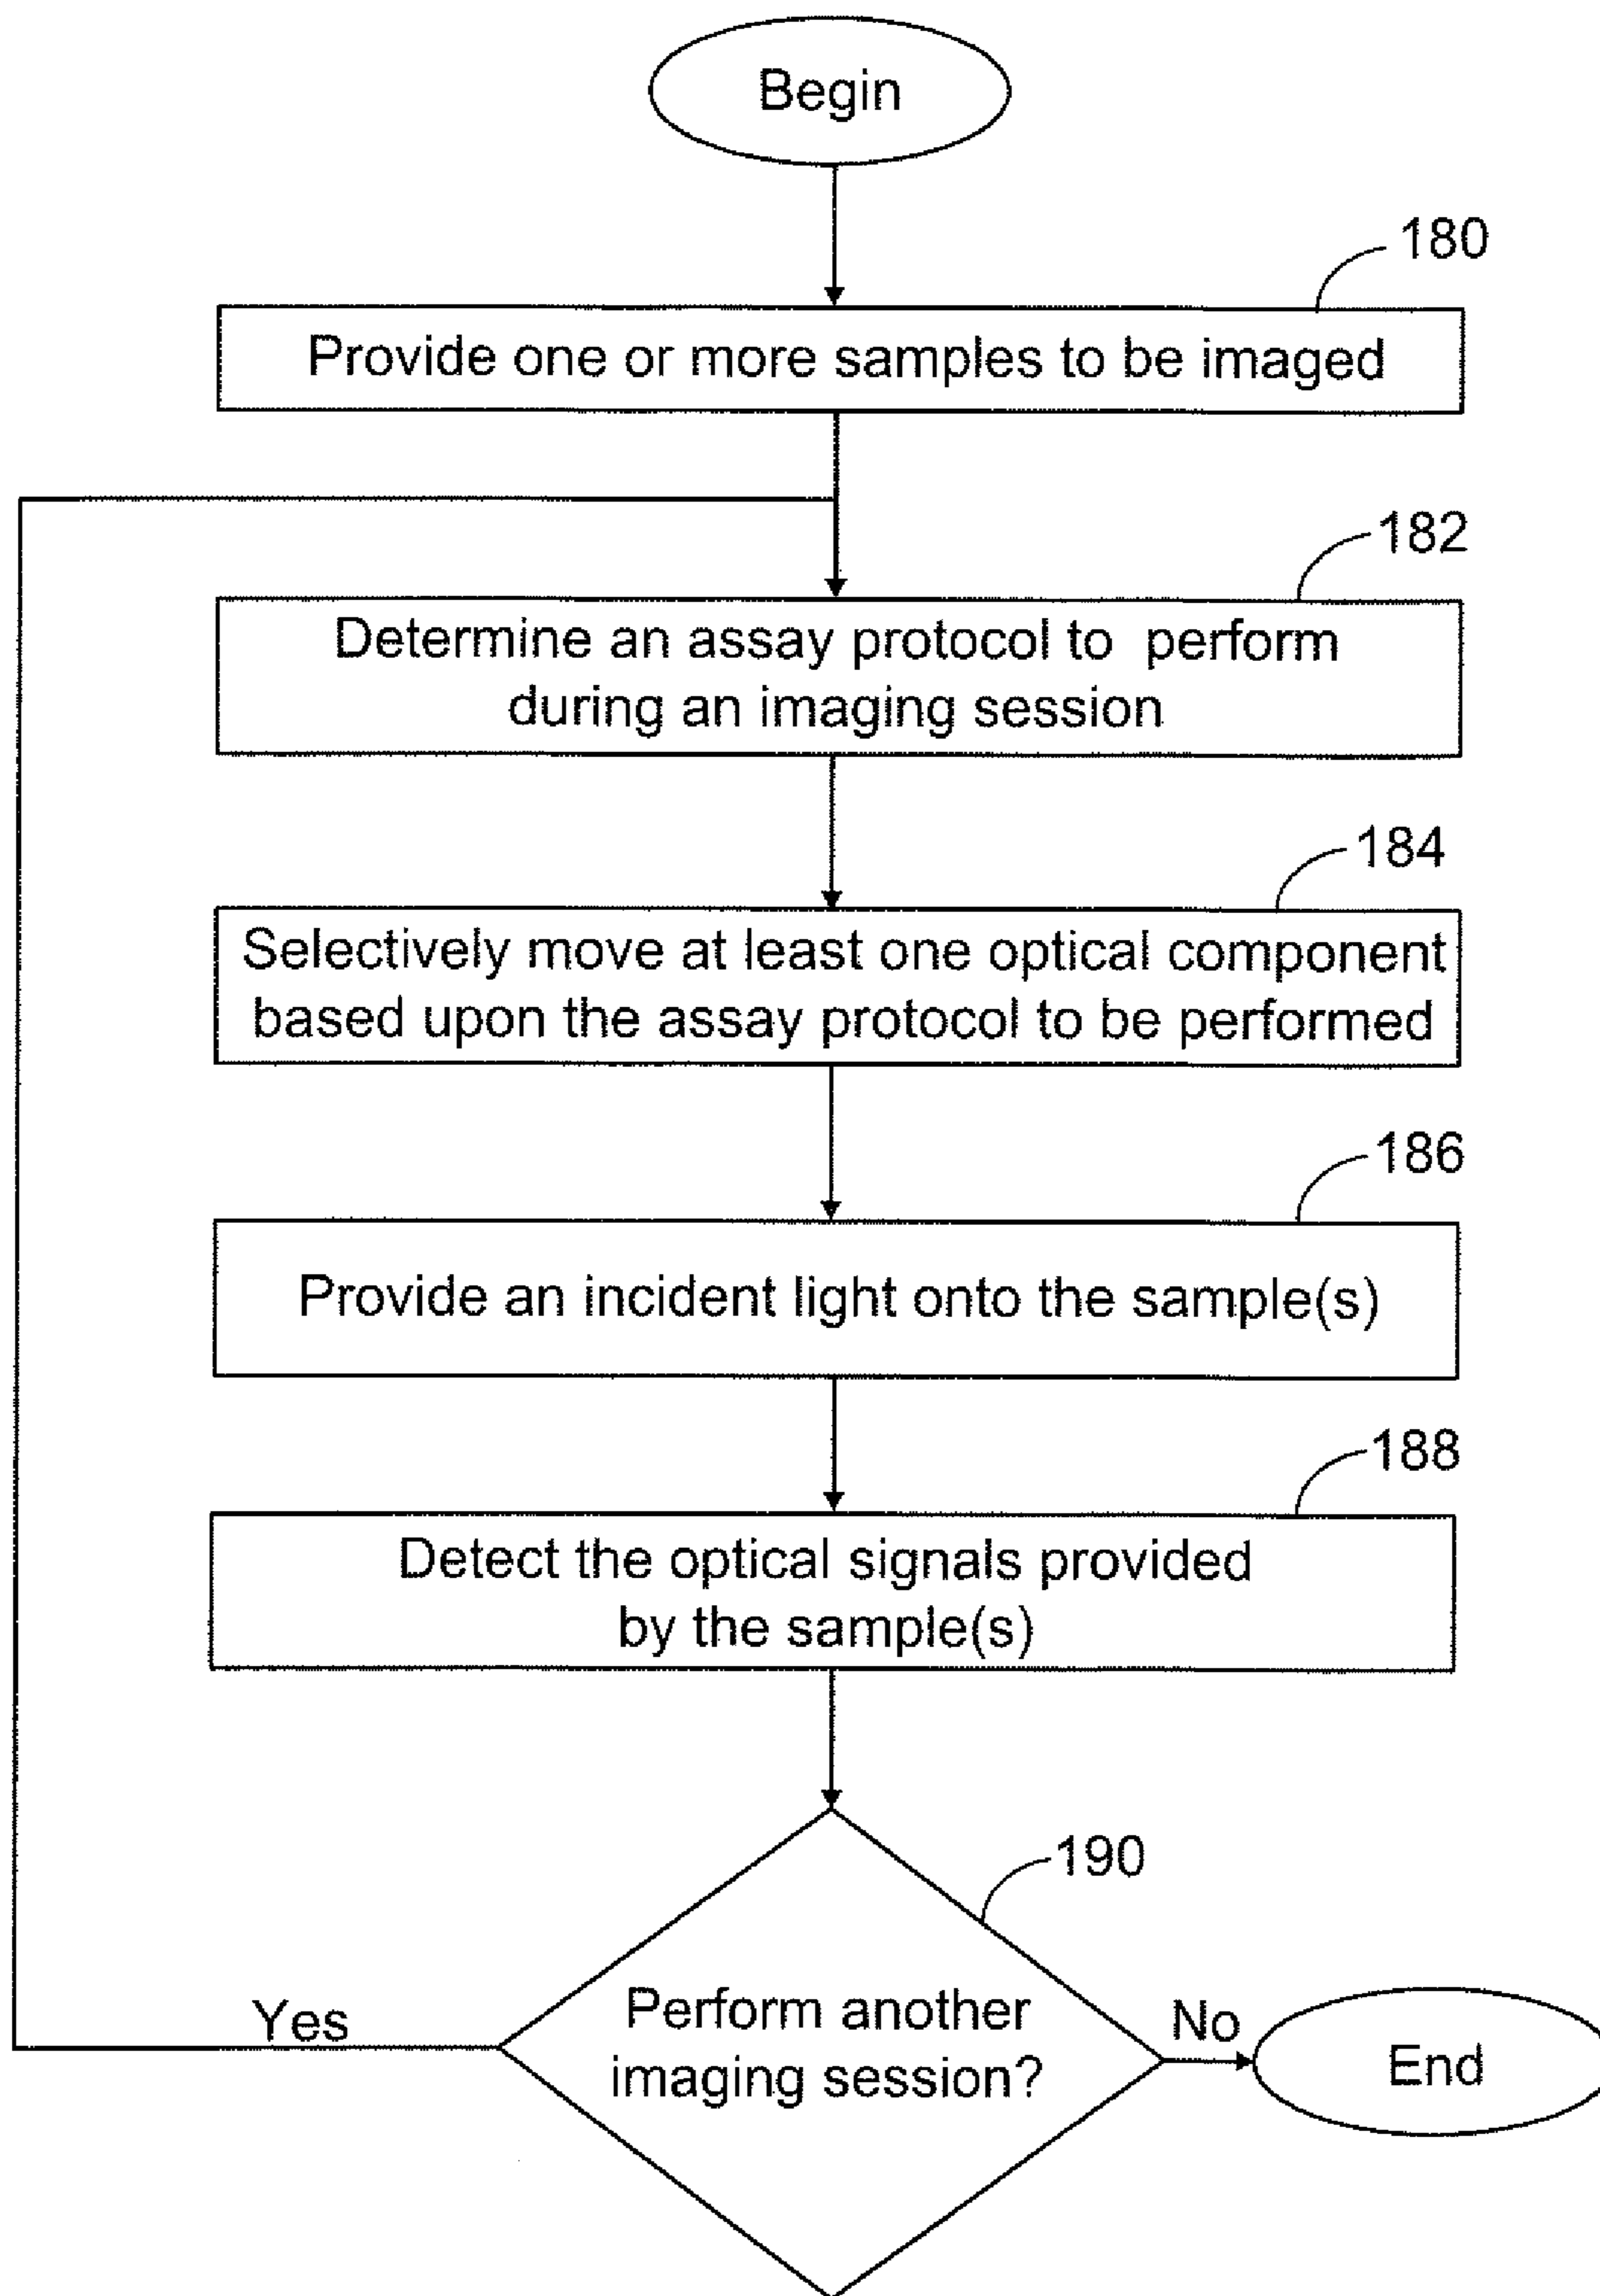 Begin
180
Provide one or more samples to be imaged
182
Determine an assay protocol to perform
during an imaging session
184
Selectively move at least one optical component
based upon the assay protocol to be performed
186
Provide an incident light onto the sample(s)
188
Detect the optical signals provided
by the sample(s)
190
Perform another
imaging session?
Yes
No
End